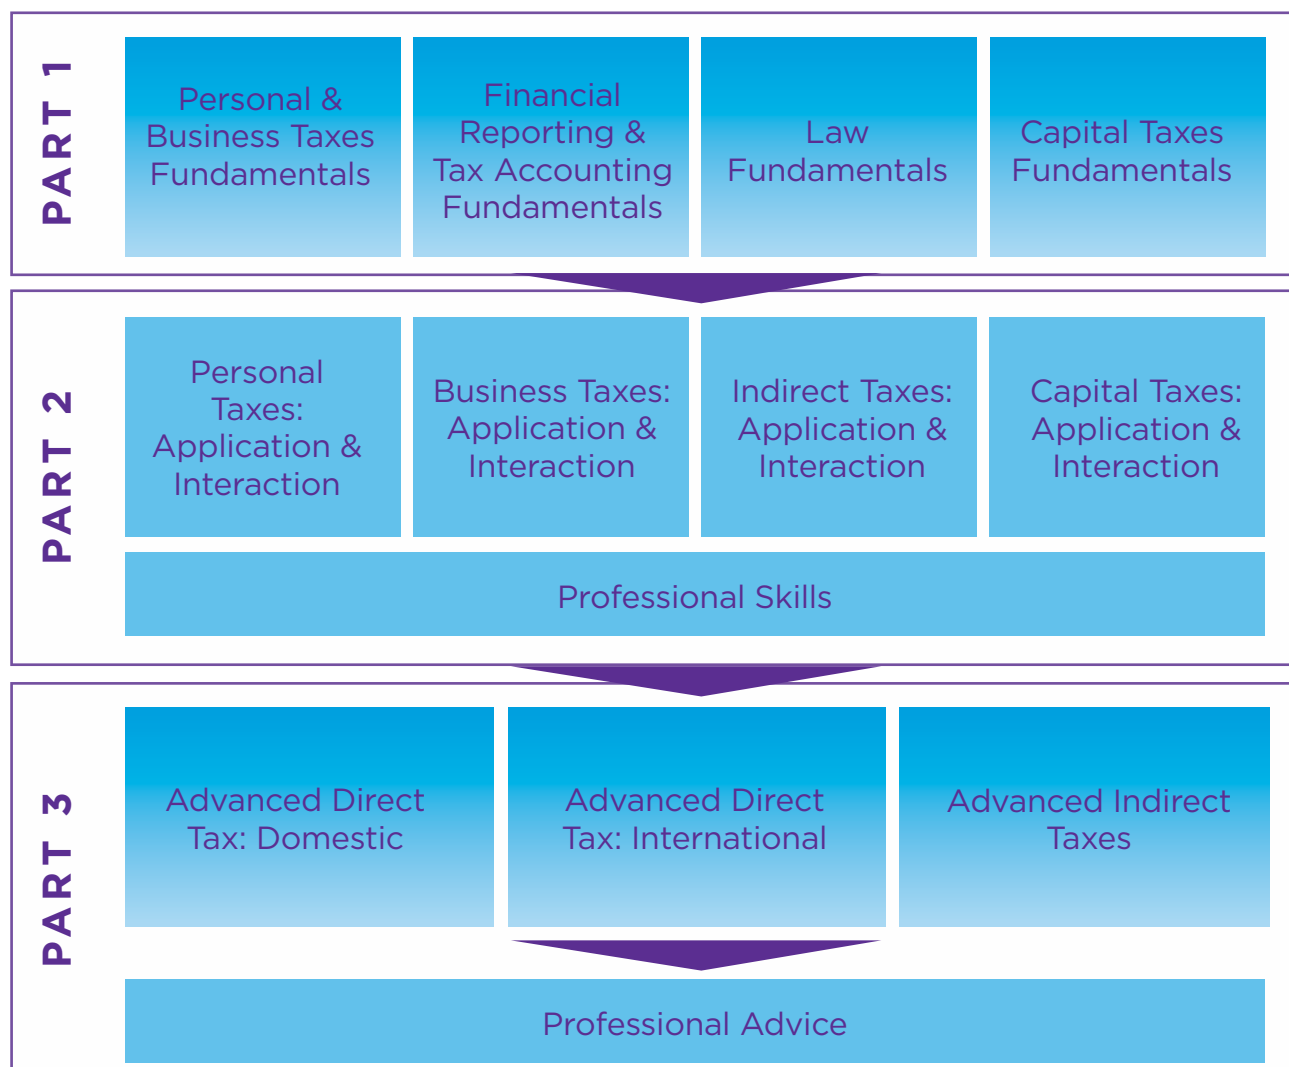 PART 1
Personal &
Business Taxes
Fundamentals
Financial
Reporting &
Tax Accounting
Fundamentals
Law
Fundamentals
Capital Taxes
Fundamentals
PART 2
Personal
Taxes:
Application &
Interaction
Business Taxes:
Application &
Interaction
Indirect Taxes:
Application &
Interaction
Capital Taxes:
Application &
Interaction
Professional Skills
PART 3
Advanced Direct
Tax: Domestic
Advanced Direct
Tax: International
Advanced Indirect
Taxes
Professional Advice